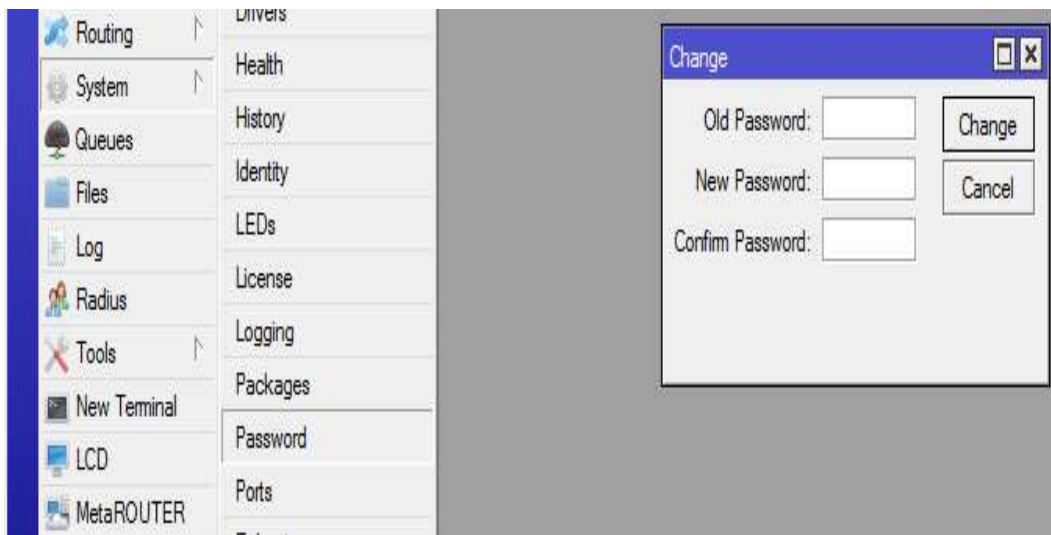 Routing
System
Queues
Files
Log
Radius
Tools
New Terminal
LCD
MetaROUTER
Drivers
Health
History
Identity
LEDs
License
Logging
Packages
Password
Ports
Change
Old Password:
New Password:
Confirm Password:
Change
Cancel